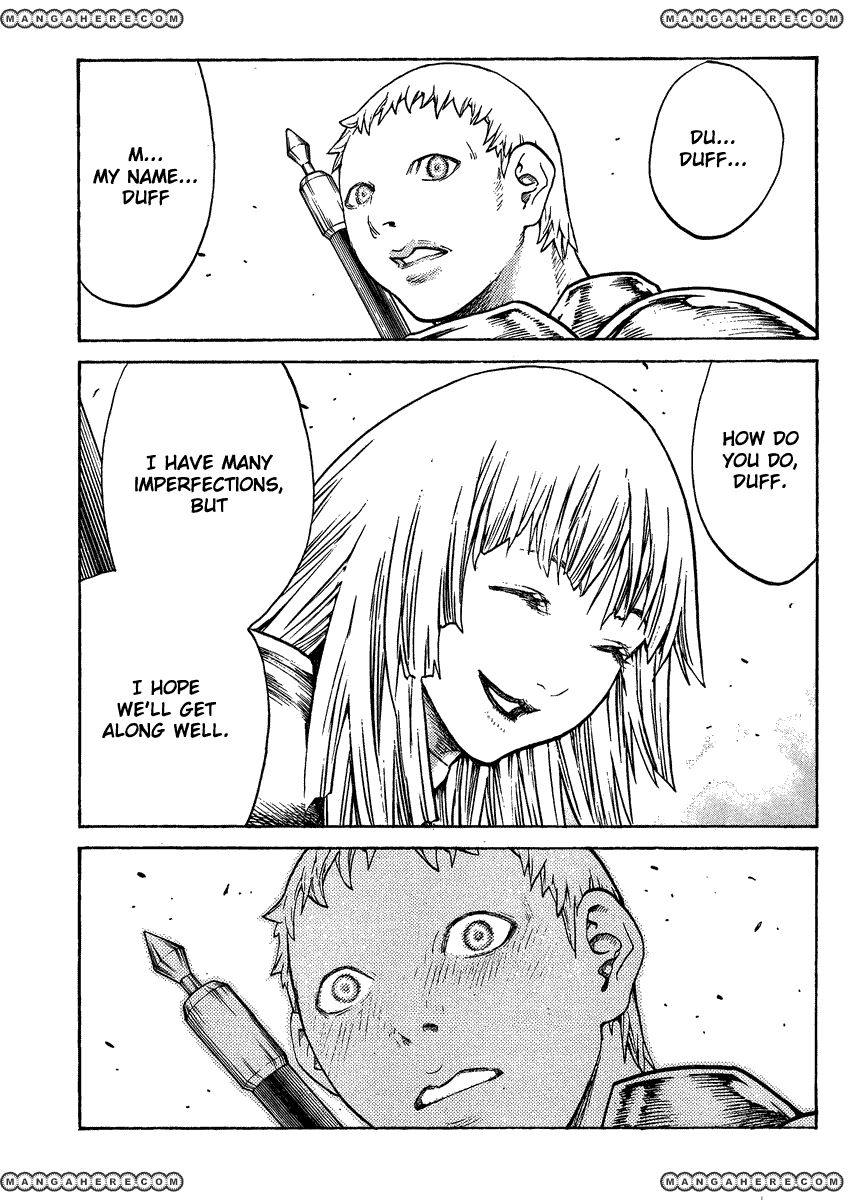 MANGAHERE.COM
MANGAHERE.COM
DU...
DUFF...
M...
MY NAME...
DUFF
HOW DO
YOU DO,
DUFF.
I HAVE MANY
IMPERFECTIONS,
BUT
I HOPE
WE'LL GET
ALONG WELL.
MANGAHERE.COM
MANGAHERE.COM